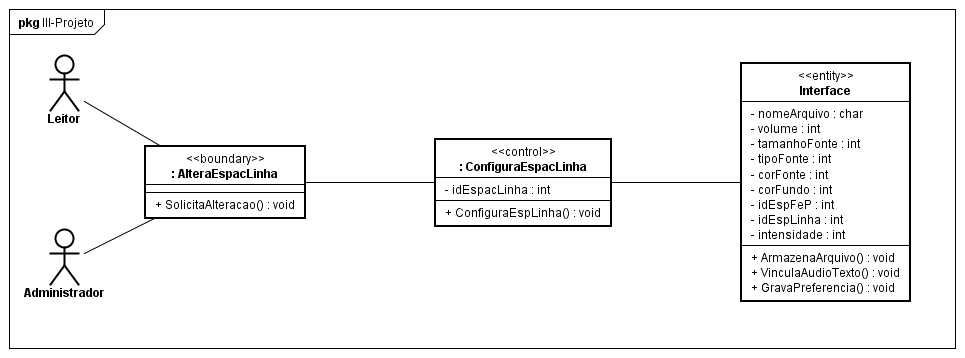 pkg III-Projeto
Leitor
Administrador
<<boundary>>
: AlteraEspacLinha
+ SolicitaAlteracao() : void
<<control>>
: ConfiguraEspacLinha
- idEspacLinha : int
+ ConfiguraEspLinha() : void
<<entity>>
Interface
- nomeArquivo : char
- volume : int
- tamanhoFonte : int
- tipoFonte : int
- corFonte : int
- corFundo : int
- idEspFeP : int
- idEspLinha : int
- intensidade : int
+ ArmazenaArquivo() : void
+ VinculaAudioTexto() : void
+ GravaPreferencia() : void